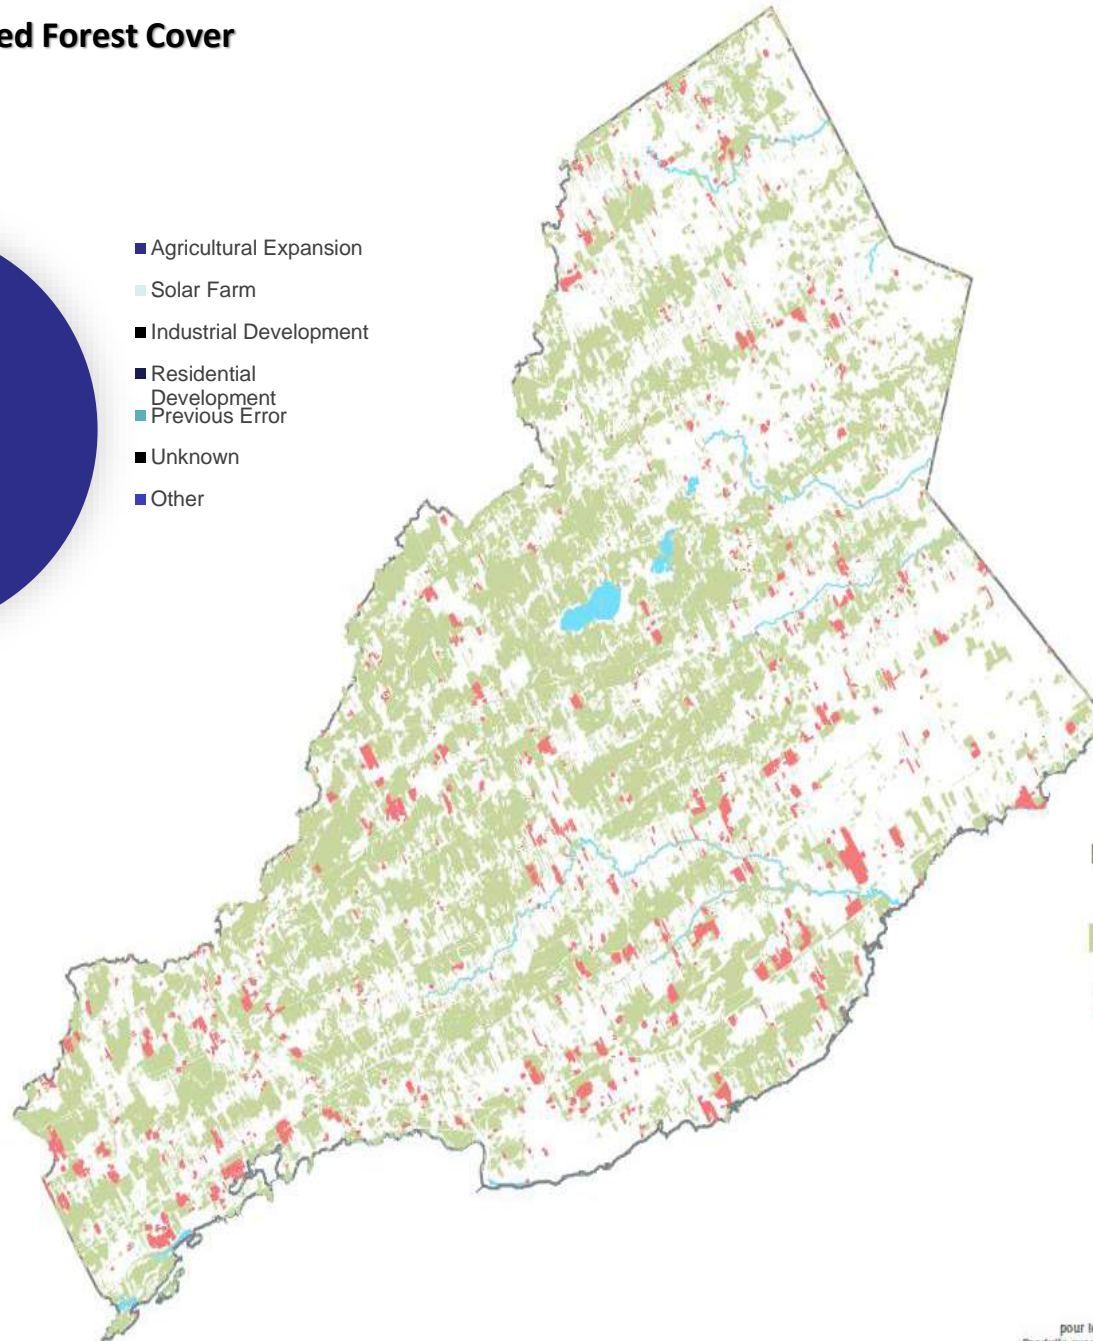 ed Forest Cover
Agricultural Expansion
Solar Farm
Industrial Development
Residential
Development
Previous Error
Unknown
Other
pour l